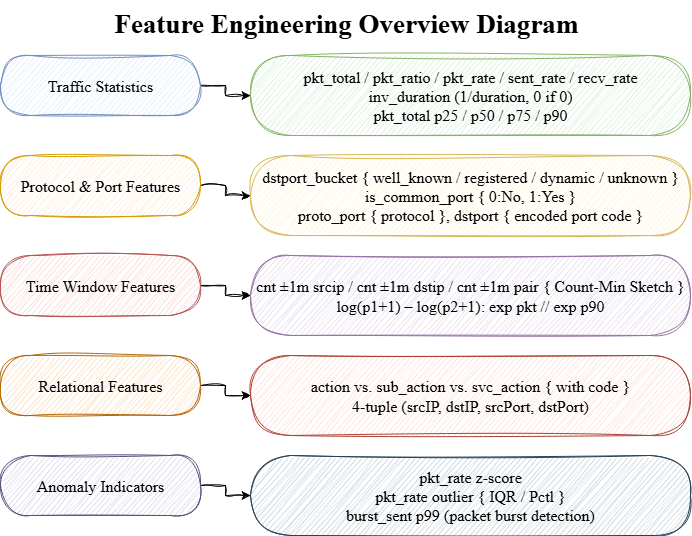 Feature Engineering Overview Diagram
Traffic Statistics
pkt_total / pkt_ratio / pkt_rate / sent_rate / recv_rate
inv_duration (1/duration, 0 if 0)
pkt_total p25 / p50 / p75 / p90
Protocol & Port Features
dstport_bucket { well_known / registered / dynamic / unknown }
is_common_port { 0:No, 1:Yes }
proto_port { protocol }, dstport { encoded port code }
Time Window Features
cnt ±1m srcip / cnt ±1m dstip / cnt ±1m pair { Count-Min Sketch }
log(p1+1) – log(p2+1): exp pkt // exp p90
Relational Features
action vs. sub_action vs. svc_action { with code }
4-tuple (srcIP, dstIP, srcPort, dstPort)
Anomaly Indicators
pkt_rate z-score
pkt_rate outlier { IQR / Pctl }
burst_sent p99 (packet burst detection)